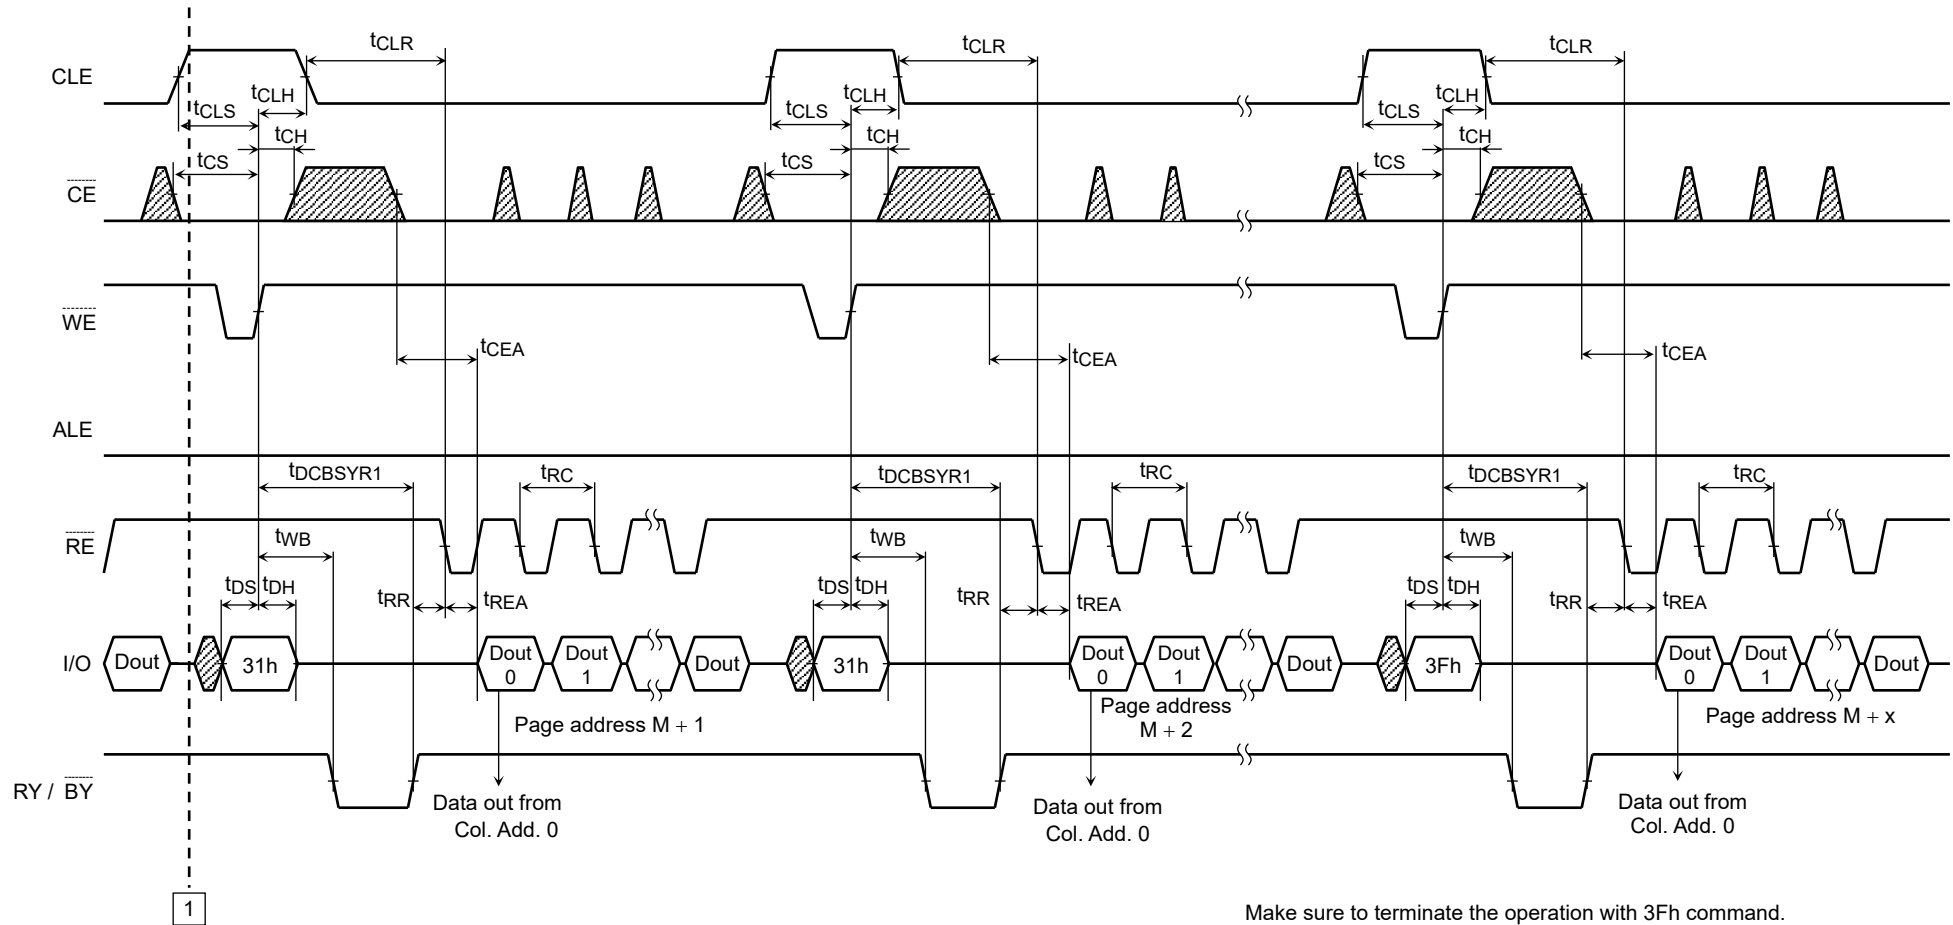 tCLR tCLR tCLR
CLE
tCLH tCLH tCLH
tCLS tCLS tCLS
tCH tCH tCH
tCS tCS tCS
CE
WE
tCEA tCEA tCEA
ALE
tDCBSYR1 tDCBSYR1 tDCBSYR1
tRC tRC tRC
RE
tWB tWB tWB
tDS tDH tDS tDH tDS tDH
tRR tREA tRR tREA tRR tREA
I/O
Dout 31h
Dout
0
Dout
1
Dout
31h
Dout
0
Dout
1
Dout
3Fh
Dout
0
Dout
1
Dout
Page address M + 1
Page address
M + 2
Page address M + x
RY / BY
Data out from
Col. Add. 0
Data out from
Col. Add. 0
Data out from
Col. Add. 0
1
Make sure to terminate the operation with 3Fh command.